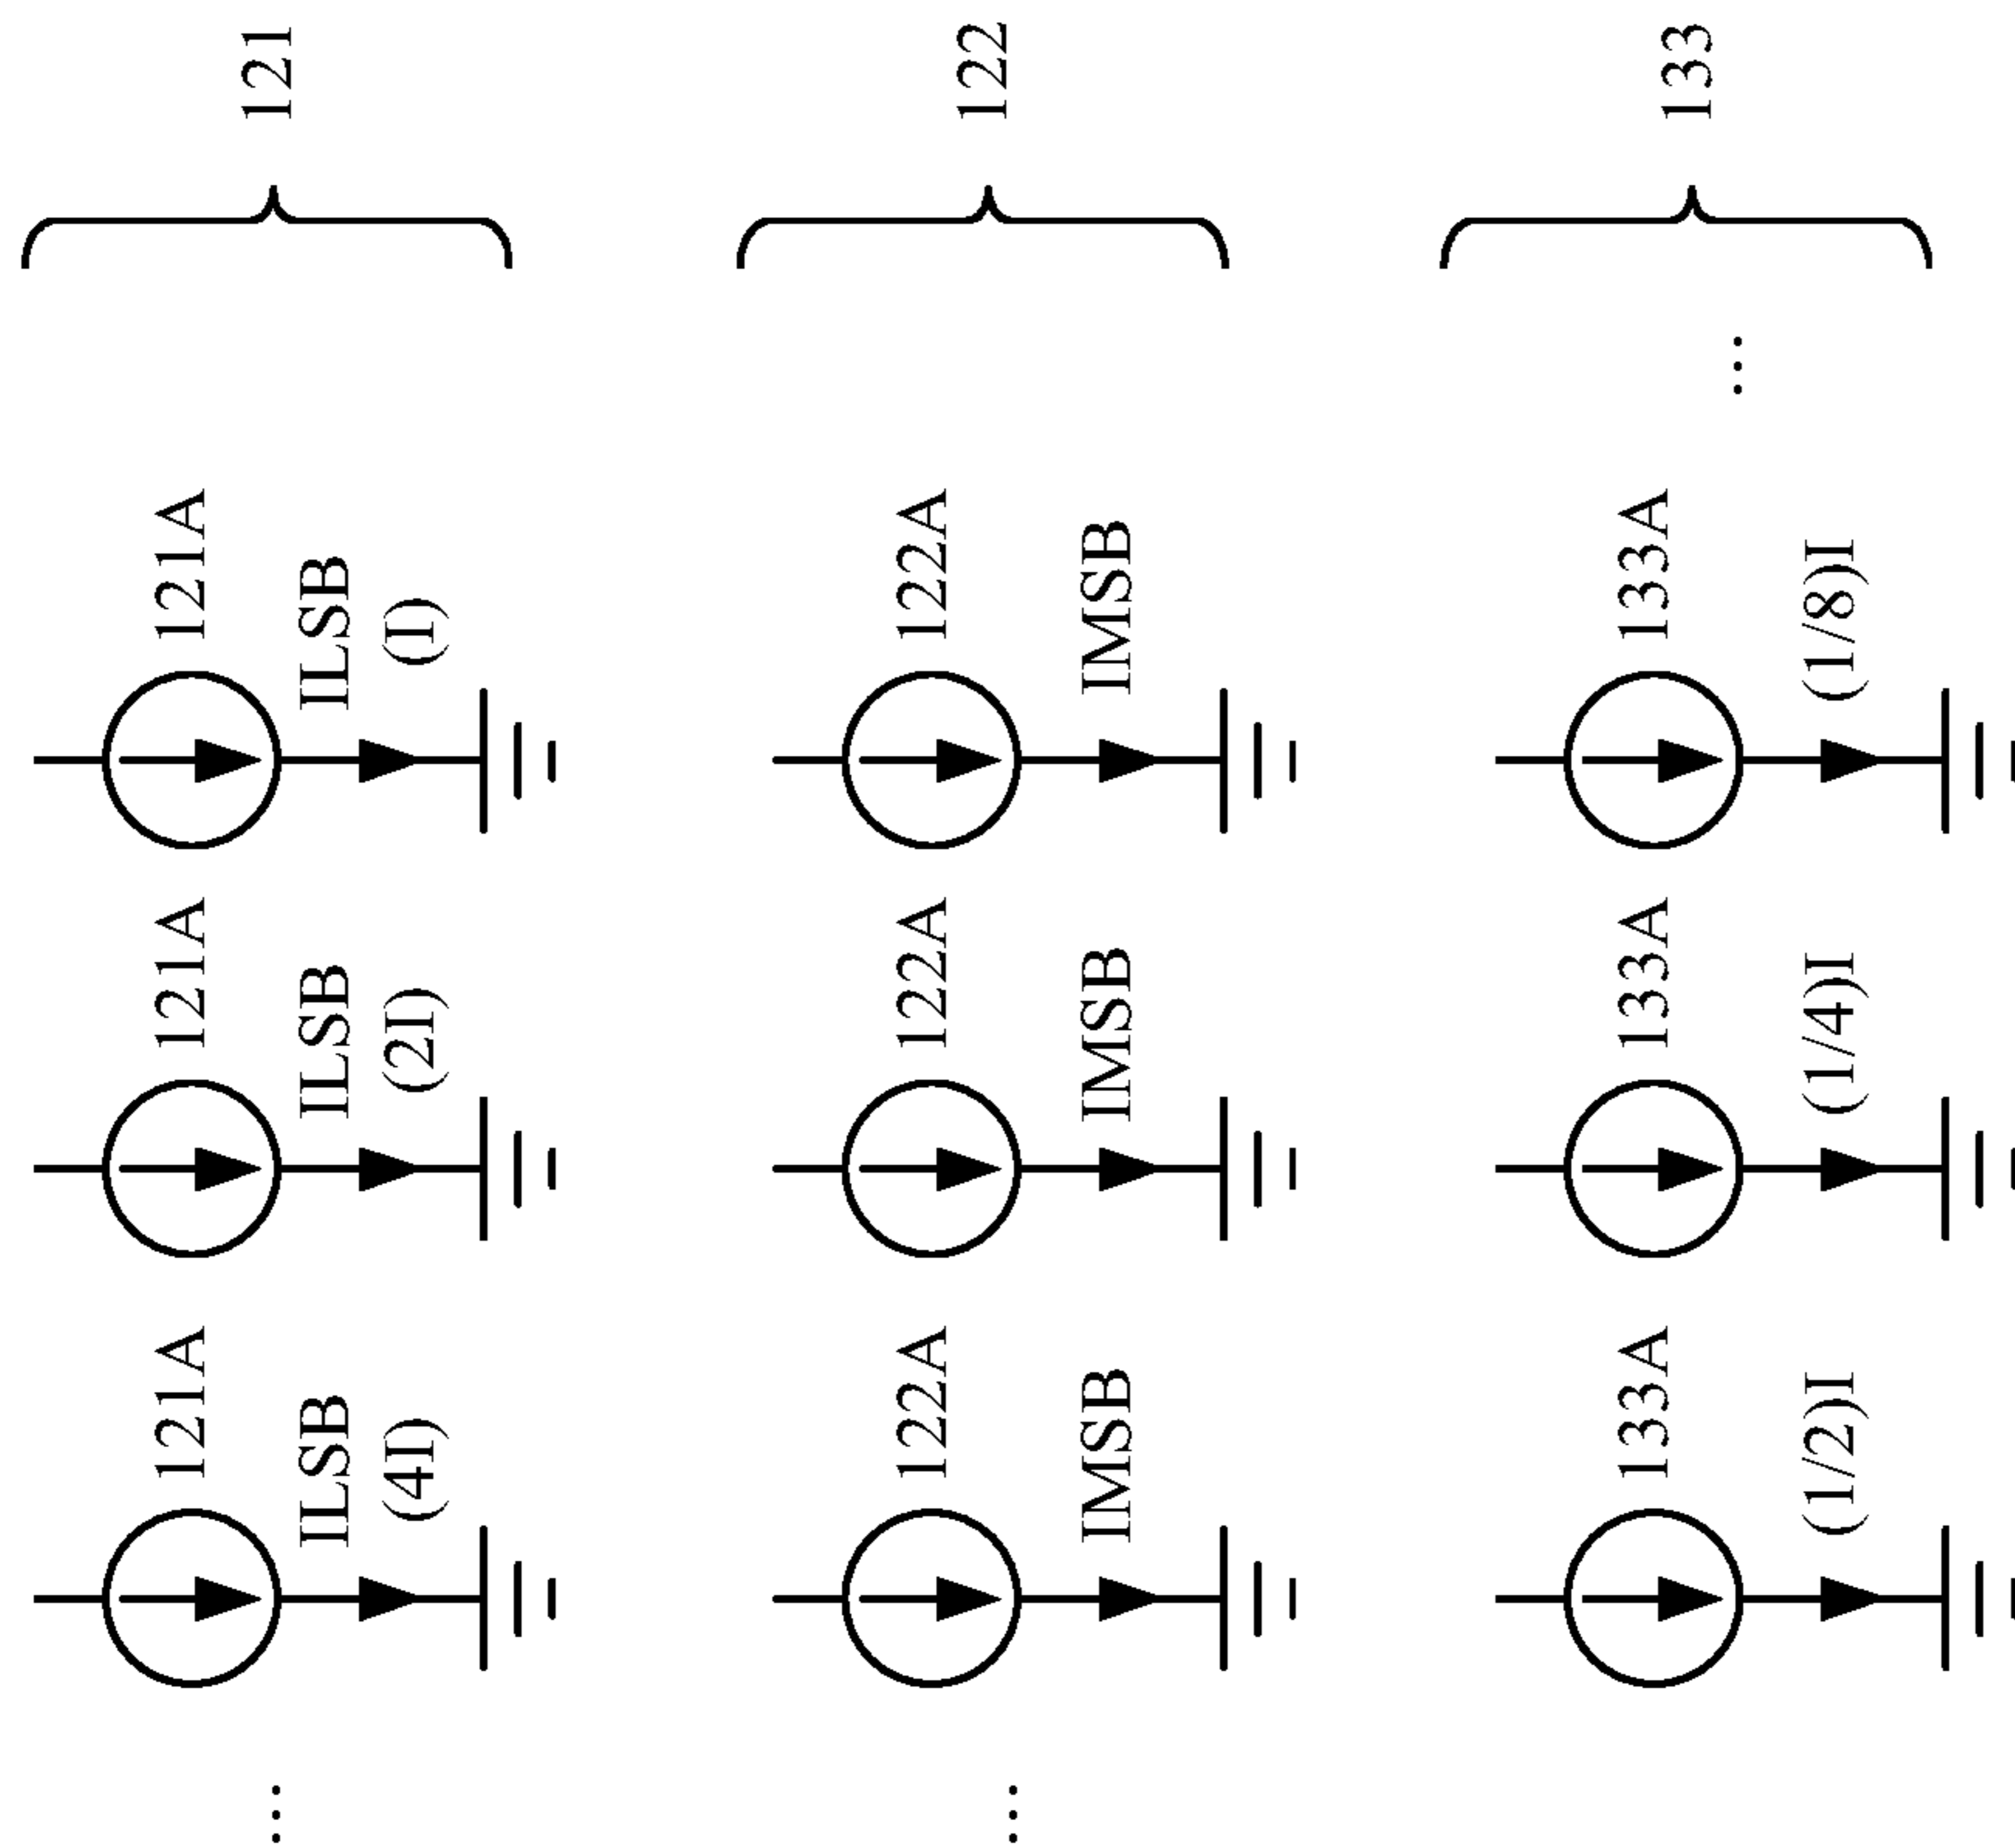 121A
121A
121A
...
121
ILSB
(4I)
ILSB
(2I)
ILSB
(I)
122A
122A
122A
...
122
IMSB
IMSB
IMSB
133A
133A
133A
133
...
(1/2)I
(1/4)I
(1/8)I